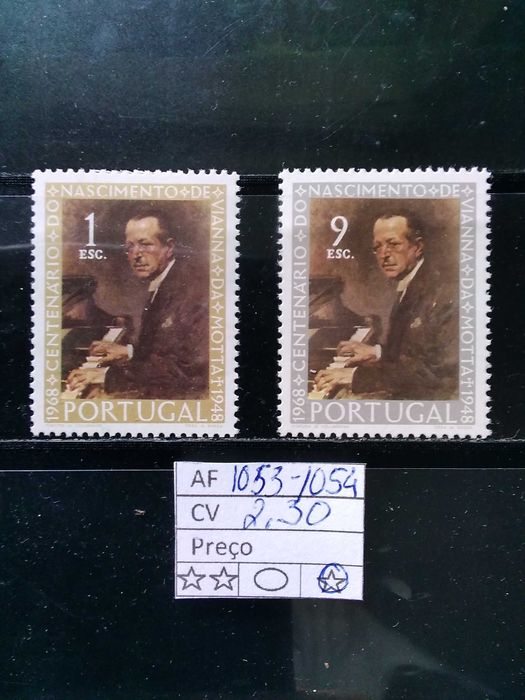 DO✧NASCIMENTO✧DE
1
ESC.
1968✧CENTENÁRIO✧
VIANNA✧DA✧MOTTA✝1948
PORTUGAL
DO✧NASCIMENTO✧DE
9
ESC.
1968✧CENTENÁRIO✧
VIANNA✧DA✧MOTTA✝1948
PORTUGAL
AF 1053-1054
CV 2,30
Preço